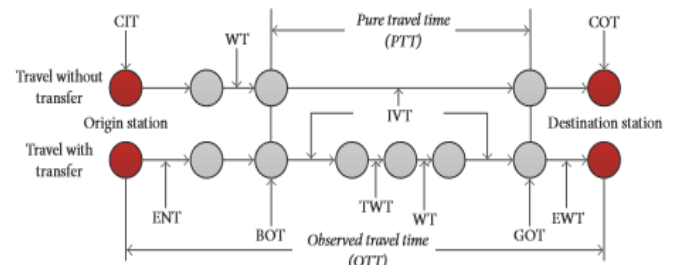 CIT
Pure travel time
(PTT)
COT
WT
Travel without
transfer
IVT
Origin station
Destination station
Travel with
transfer
ENT
TWT
WT
EWT
BOT
GOT
Observed travel time
(OTT)